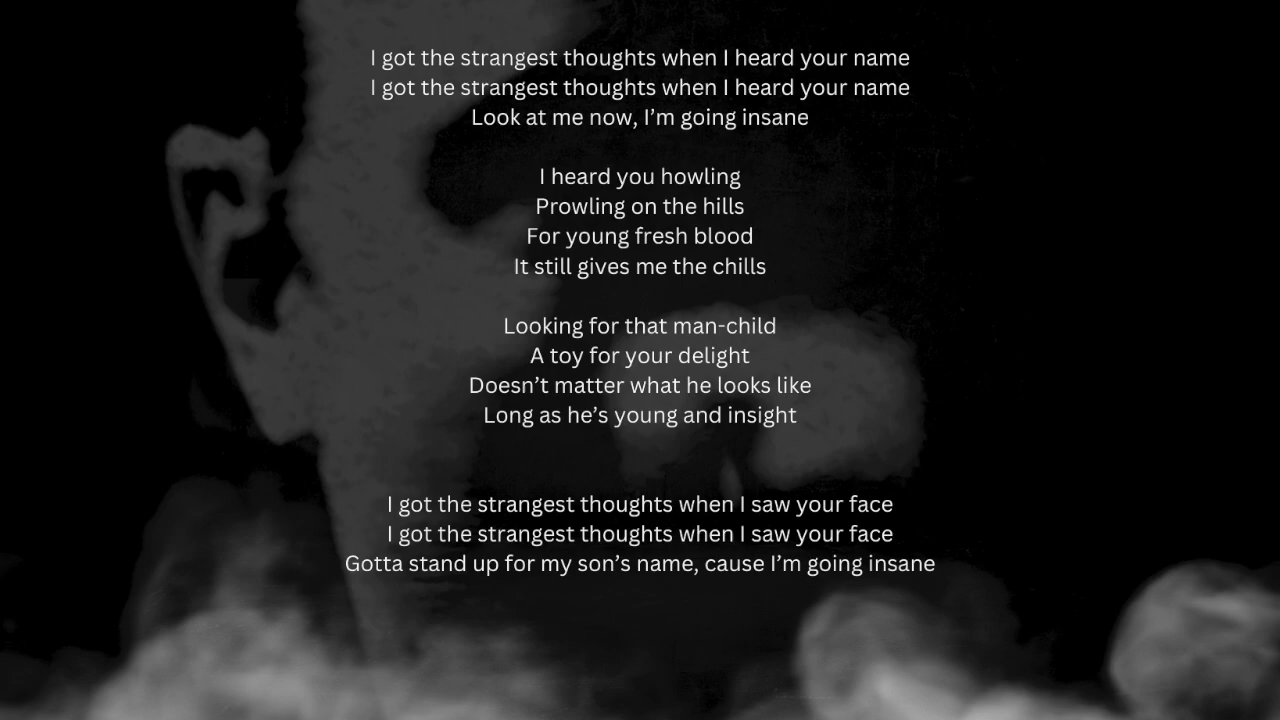 I got the strangest thoughts when I heard your name
I got the strangest thoughts when I heard your name
Look at me now, I’m going insane
I heard you howling
Prowling on the hills
For young fresh blood
It still gives me the chills
Looking for that man-child
A toy for your delight
Doesn’t matter what he looks like
Long as he’s young and insight
I got the strangest thoughts when I saw your face
I got the strangest thoughts when I saw your face
Gotta stand up for my son’s name, cause I’m going insane